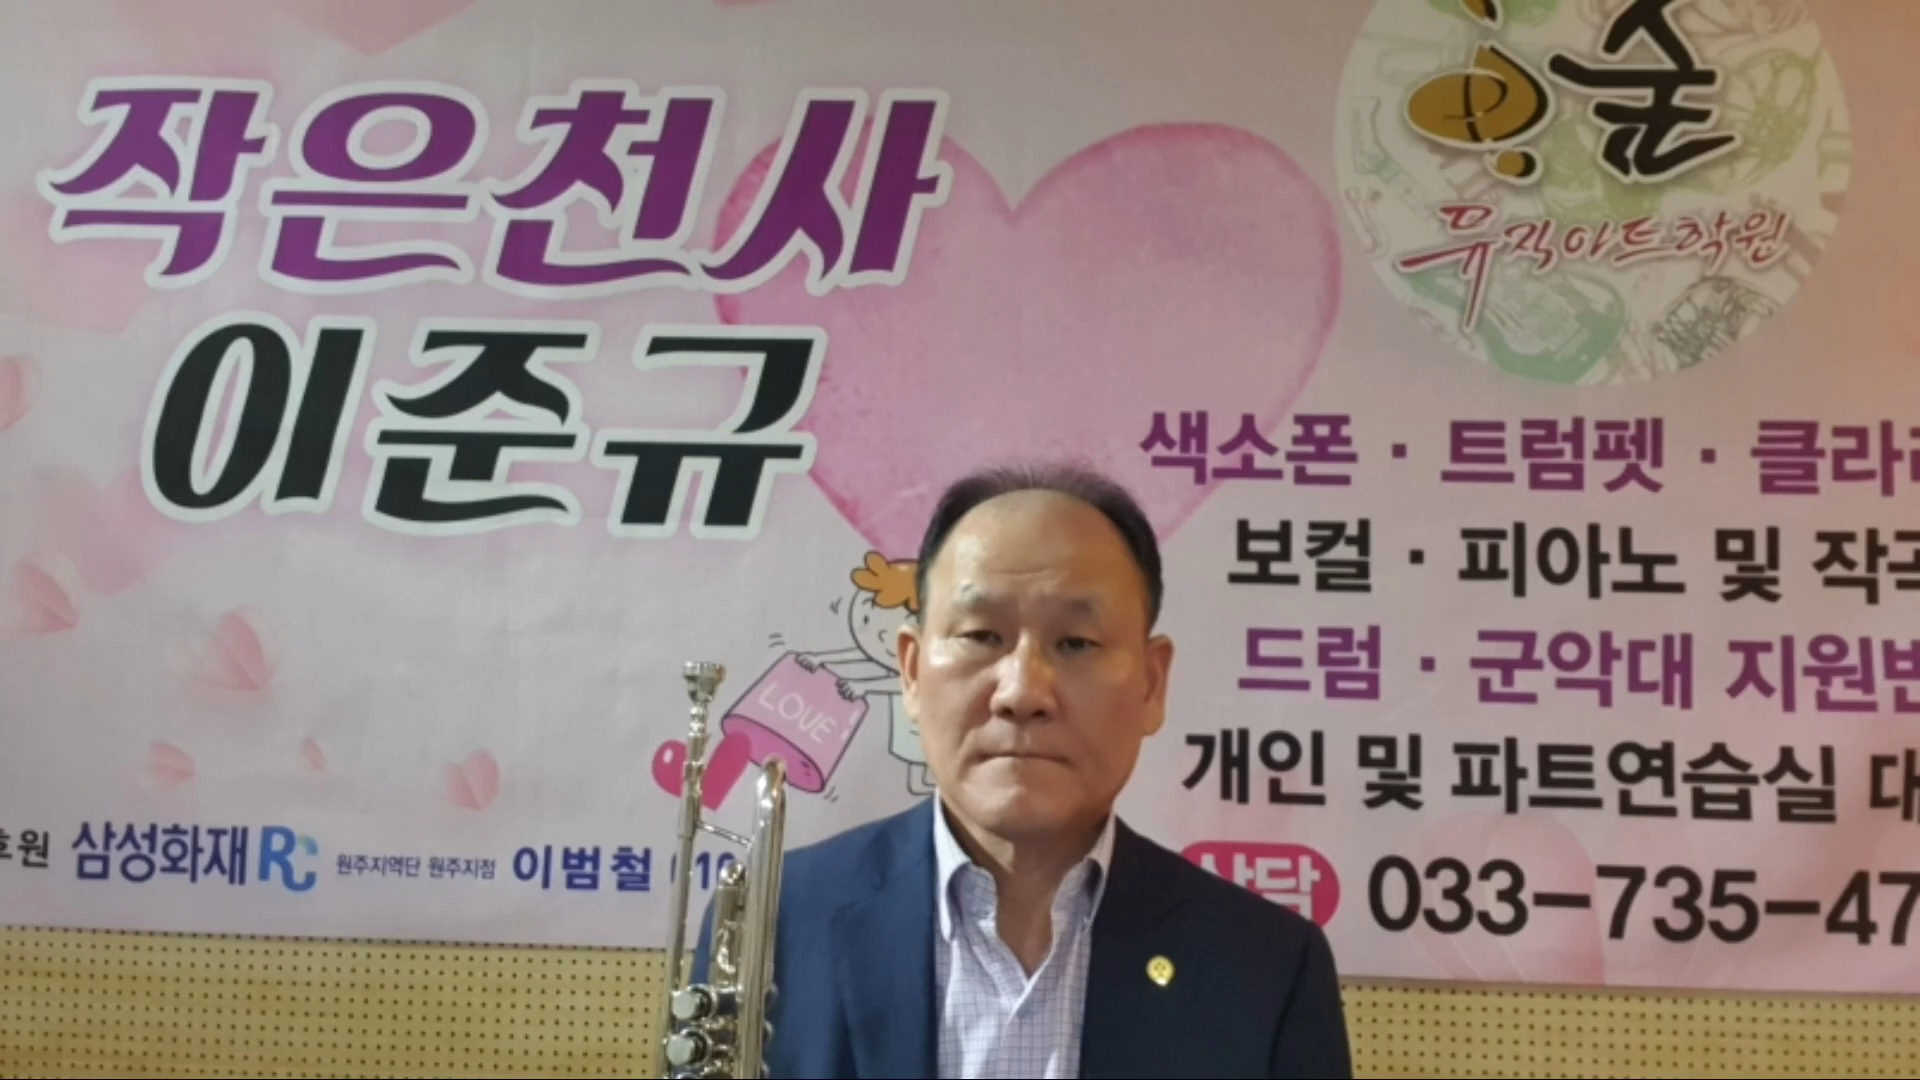 작은천사
이준규
순
뮤직아트학원
색소폰 · 트럼펫 · 클라
보컬 · 피아노 및 작곡
드럼 · 군악대 지원
개인 및 파트연습실 대
LOVE
후원 삼성화재 RC 원주지역단 원주지점 이범철 010
상담 033-735-47